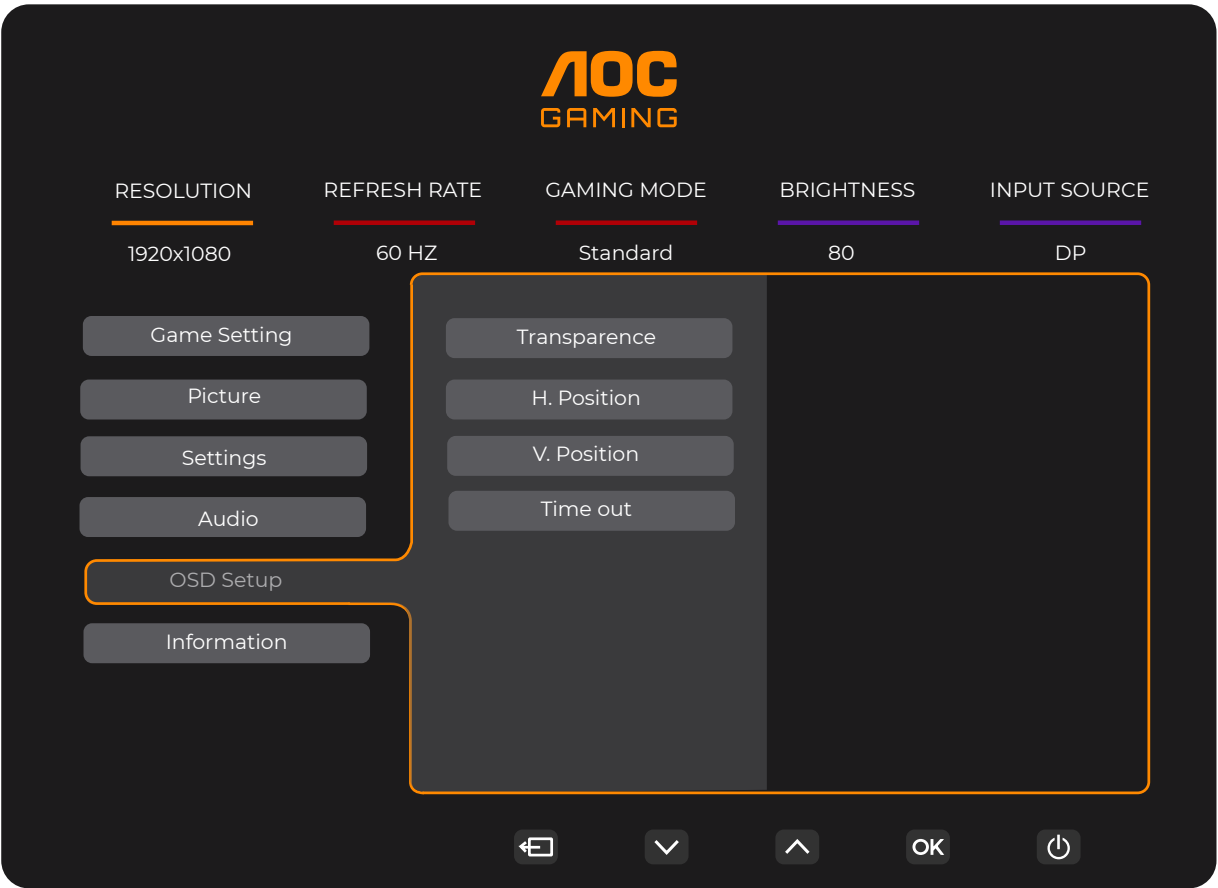 AOC
GAMING
RESOLUTION REFRESH RATE GAMING MODE BRIGHTNESS INPUT SOURCE
1920x1080 60 HZ Standard 80 DP
Game Setting
Picture
Settings
Audio
OSD Setup
Information
Transparence
H. Position
V. Position
Time out
OK